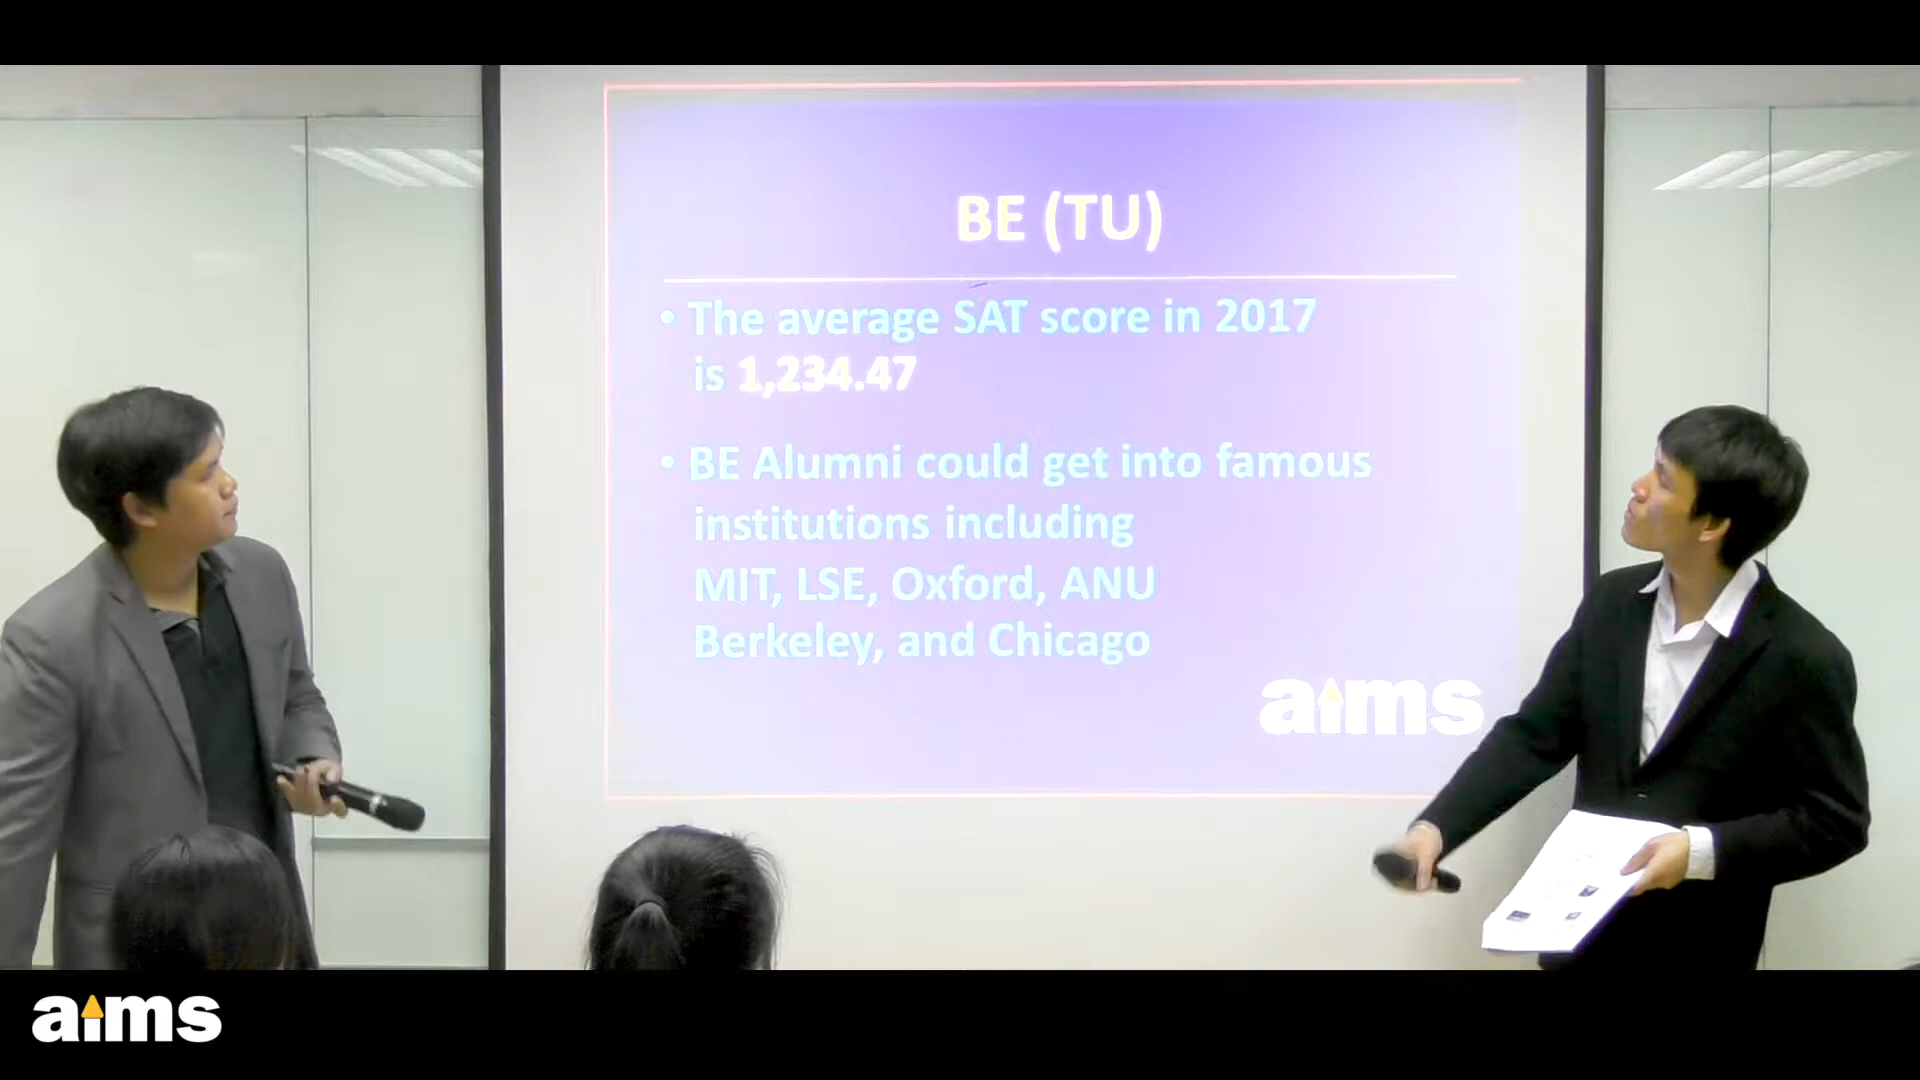 BE (TU)
• The average SAT score in 2017
is 1,234.47
• BE Alumni could get into famous
institutions including
MIT, LSE, Oxford, ANU
Berkeley, and Chicago
aims
aims